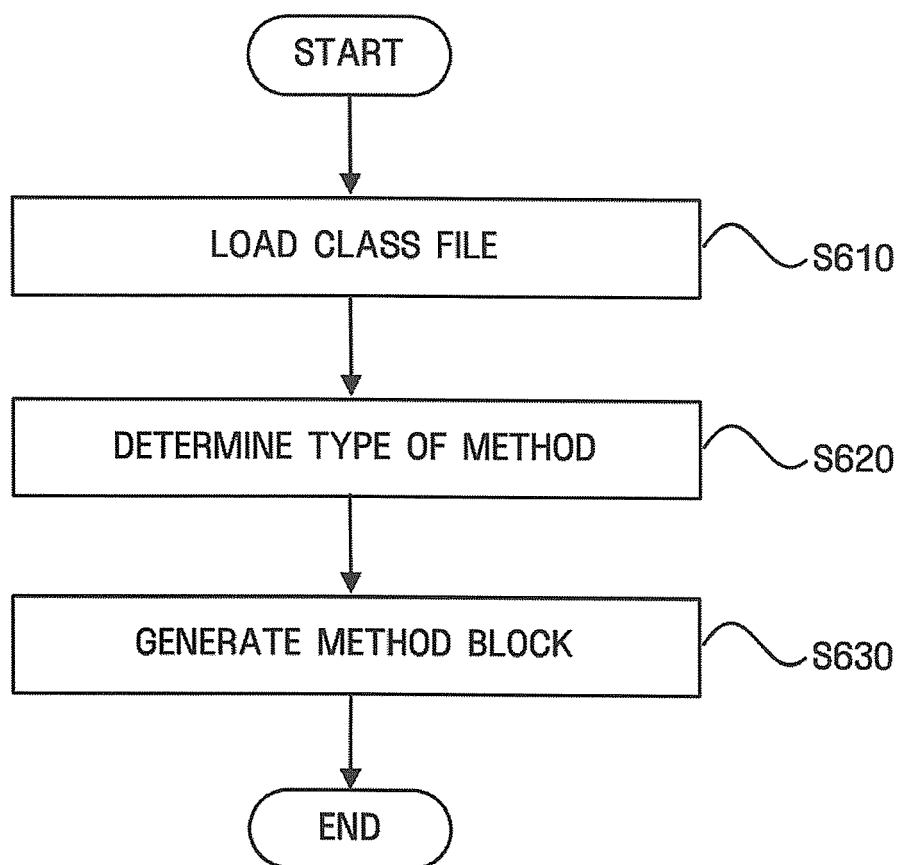 START
LOAD CLASS FILE
S610
DETERMINE TYPE OF METHOD
S620
GENERATE METHOD BLOCK
S630
END